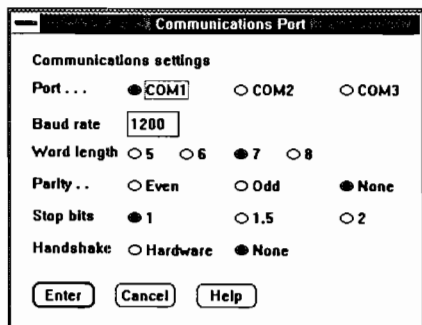 Communications Port
Communications settings
Port . . . COM1 COM2 COM3
Baud rate 1200
Word length 5 6 7 8
Parity . . Even Odd None
Stop bits 1 1.5 2
Handshake Hardware None
Enter Cancel Help